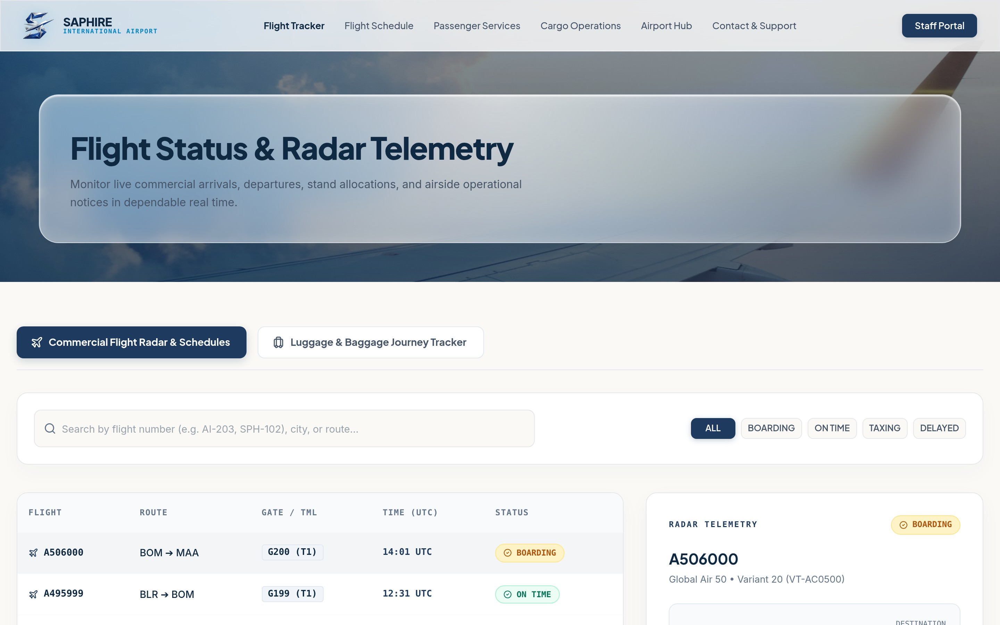 SAPHIRE
INTERNATIONAL AIRPORT
Flight Tracker
Flight Schedule
Passenger Services
Cargo Operations
Airport Hub
Contact & Support
Staff Portal
Flight Status & Radar Telemetry
Monitor live commercial arrivals, departures, stand allocations, and airside operational
notices in dependable real time.
Commercial Flight Radar & Schedules
Luggage & Baggage Journey Tracker
Search by flight number (e.g. AI-203, SPH-102), city, or route...
ALL
BOARDING
ON TIME
TAXING
DELAYED
FLIGHT ROUTE GATE / TML TIME (UTC) STATUS
A506000 BOM → MAA G200 (T1) 14:01 UTC BOARDING
A495999 BLR → BOM G199 (T1) 12:31 UTC ON TIME
RADAR TELEMETRY
BOARDING
A506000
Global Air 50 • Variant 20 (VT-AC0500)
DESTINATION